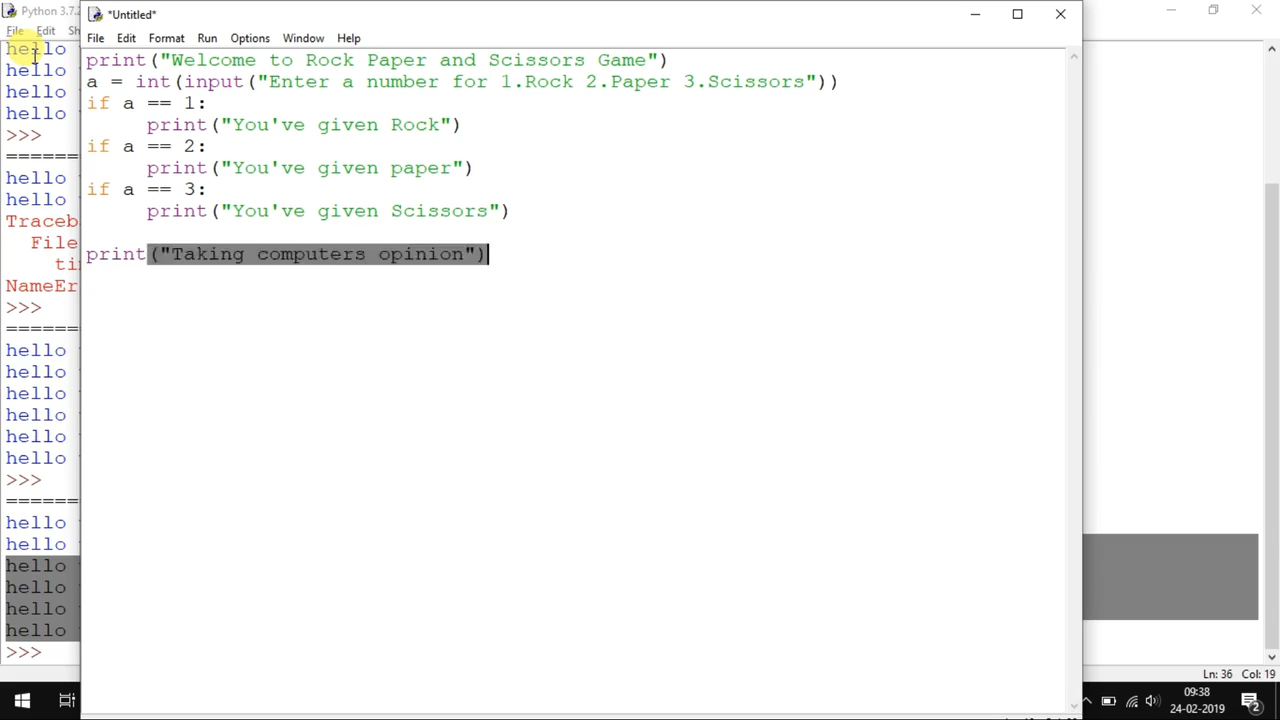 Python 3.7.2
*Untitled*
File Edit Sh
File Edit Format Run Options Window Help
hello
hello
hello
hello
>>>
=======
hello
hello
Traceb
File
tin
NameEr
>>>
=======
hello
hello
hello
hello
hello
hello
>>>
=======
hello
hello
hello
hello
hello
hello
>>>
print("Welcome to Rock Paper and Scissors Game")
a = int(input("Enter a number for 1.Rock 2.Paper 3.Scissors"))
if a == 1:
print("You've given Rock")
if a == 2:
print("You've given paper")
if a == 3:
print("You've given Scissors")
print("Taking computers opinion")
Ln: 36 Col: 19
09:38
24-02-2019
2